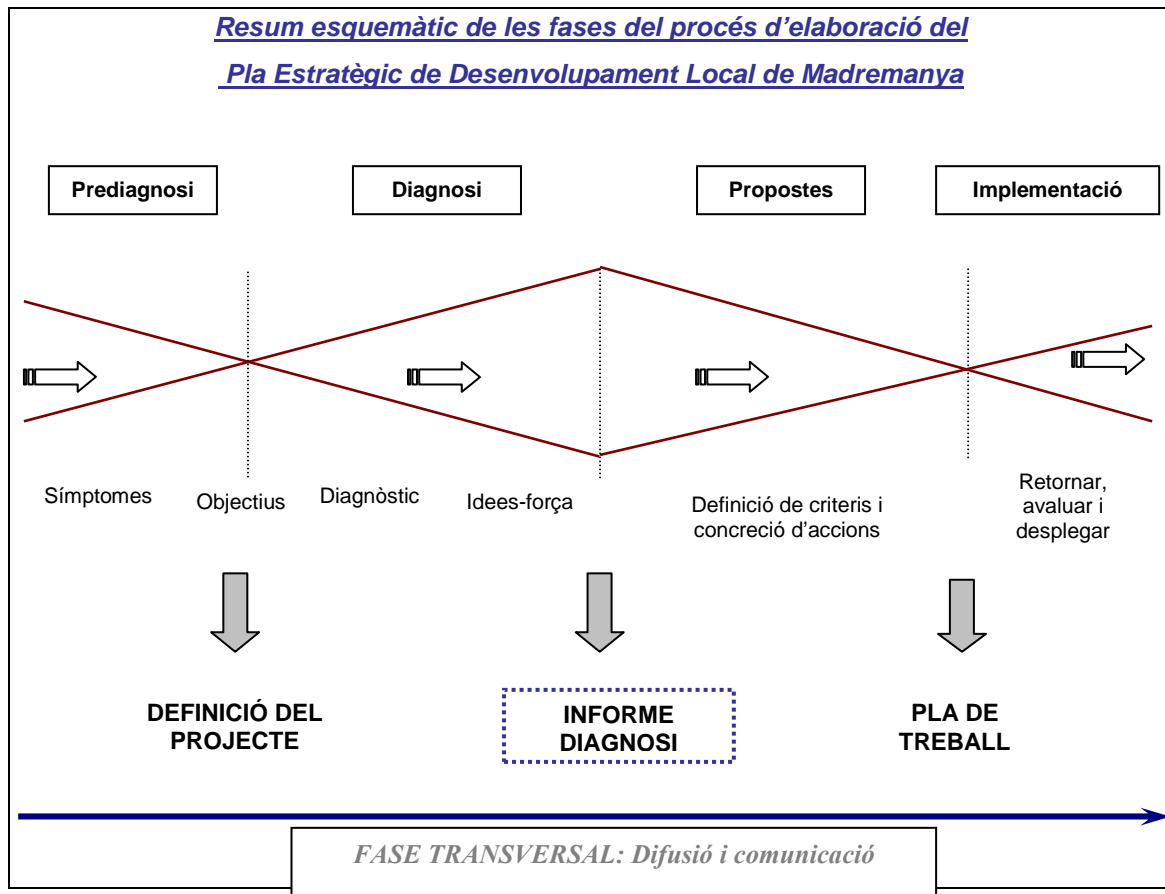 Resum esquemàtic de les fases del procés d'elaboració del
Pla Estratègic de Desenvolupament Local de Madremanya
Prediagnosi
Diagnosi
Propostes
Implementació
Símptomes
Objectius
Diagnòstic
Idees-força
Definició de criteris i
concreció d'accions
Retornar,
avaluar i
desplegar
DEFINICIÓ DEL
PROJECTE
INFORME
DIAGNOSI
PLA DE
TREBALL
FASE TRANSVERSAL: Difusió i comunicació